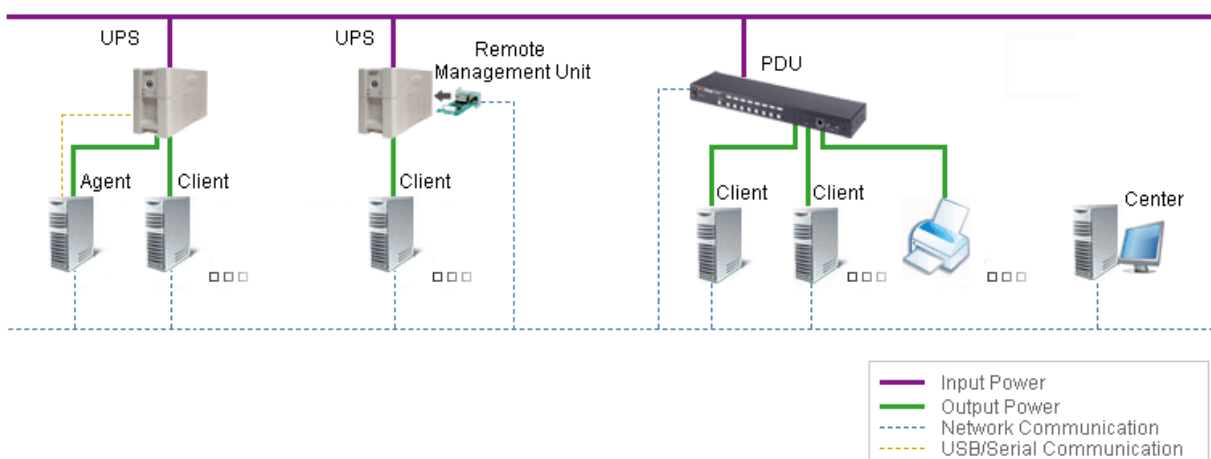 UPS
UPS
Remote
Management Unit
PDU
Agent
Client
Client
Client
Client
Center
Input Power
Output Power
Network Communication
USB/Serial Communication